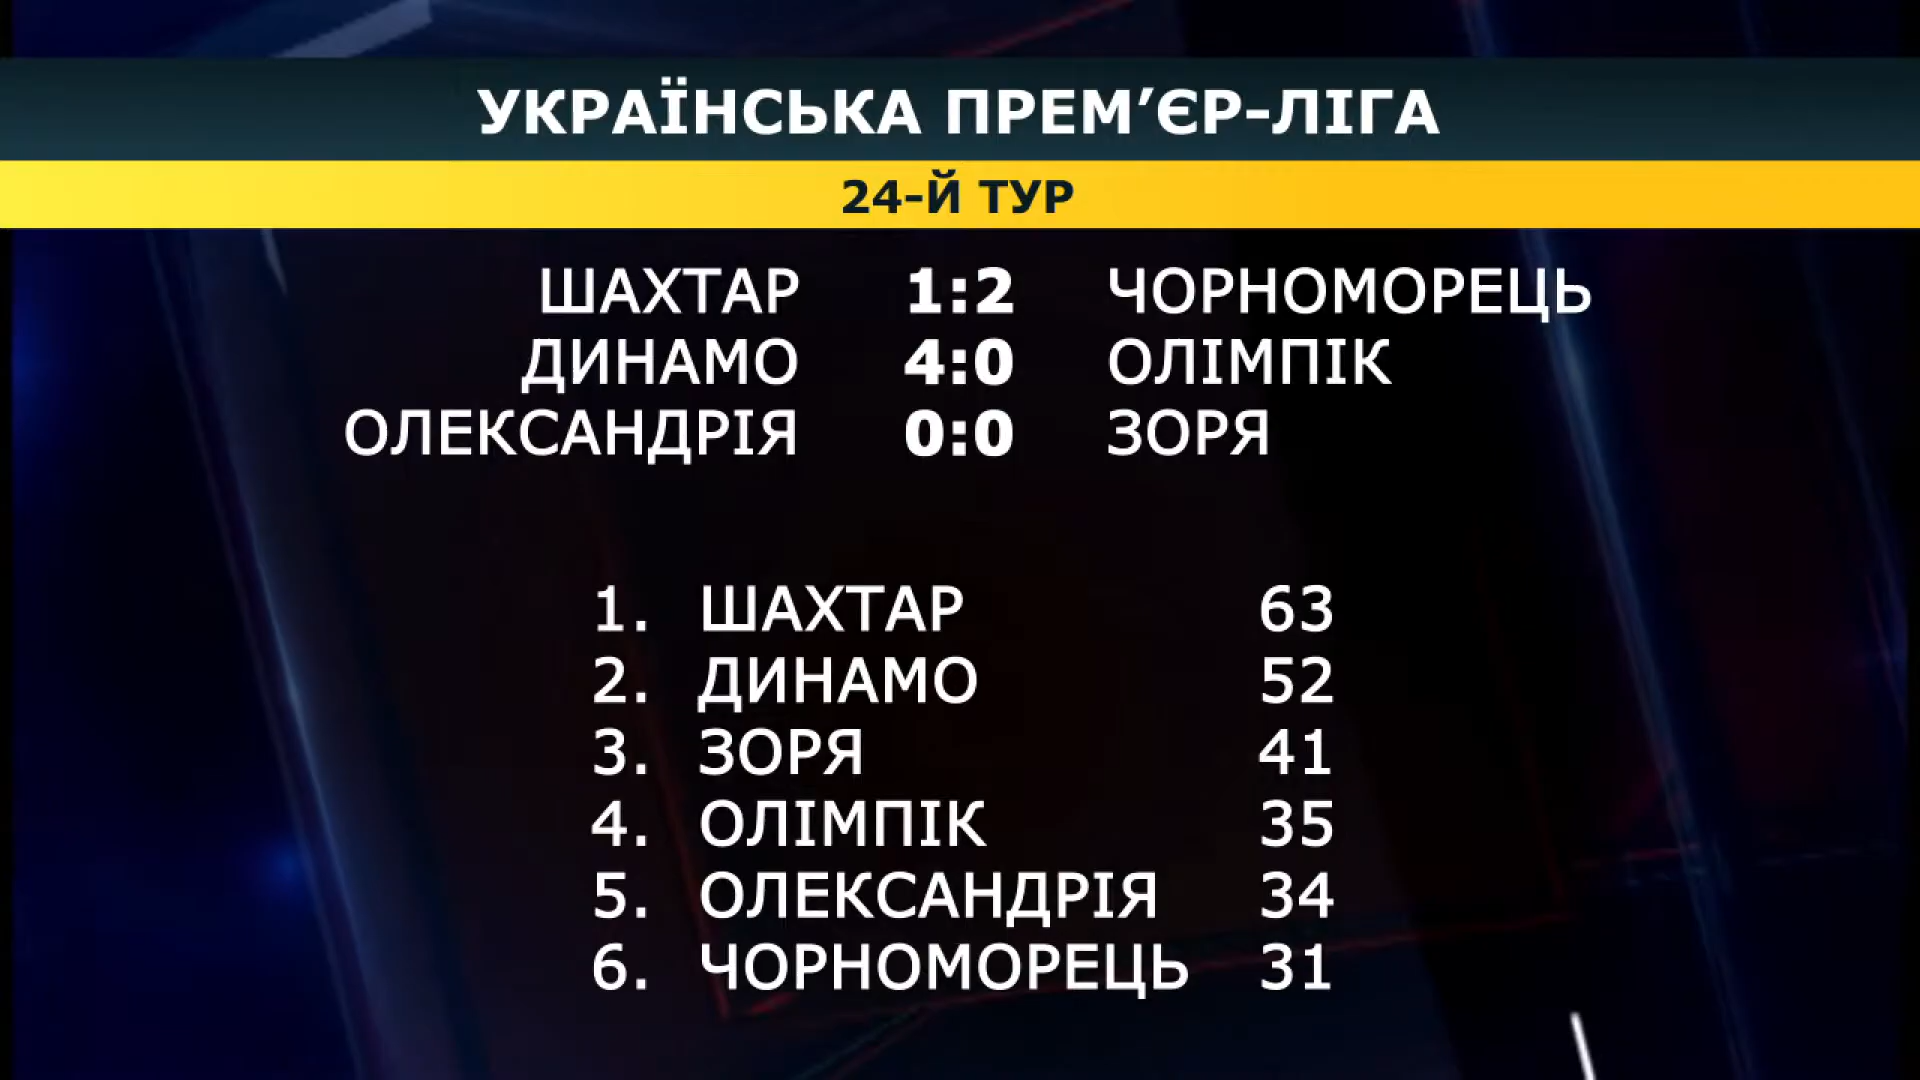 УКРАЇНСЬКА ПРЕМ’ЄР-ЛІГА
24-Й ТУР
ШАХТАР 1:2 ЧОРНОМОРЕЦЬ
ДИНАМО 4:0 ОЛІМПІК
ОЛЕКСАНДРІЯ 0:0 ЗОРЯ
1. ШАХТАР 63
2. ДИНАМО 52
3. ЗОРЯ 41
4. ОЛІМПІК 35
5. ОЛЕКСАНДРІЯ 34
6. ЧОРНОМОРЕЦЬ 31